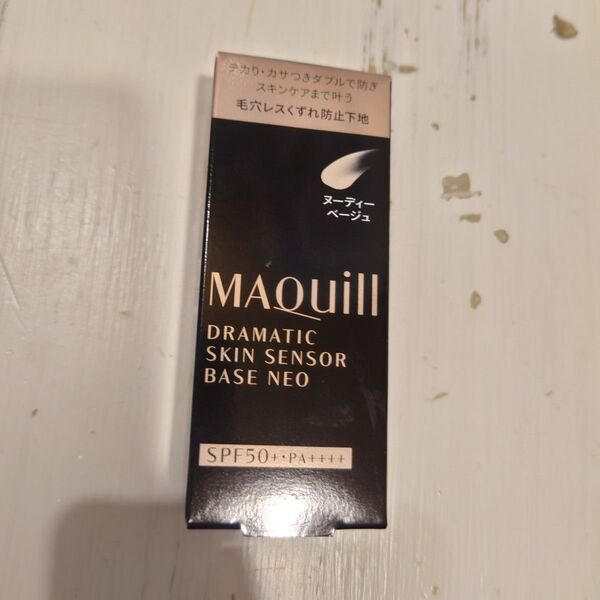 テカリ・カサつきダブルで防ぎ
スキンケアまで叶う
毛穴レスくずれ防止下地
ヌーディー
ベージュ
MAQuill
DRAMATIC
SKIN SENSOR
BASE NEO
SPF50+・PA++++